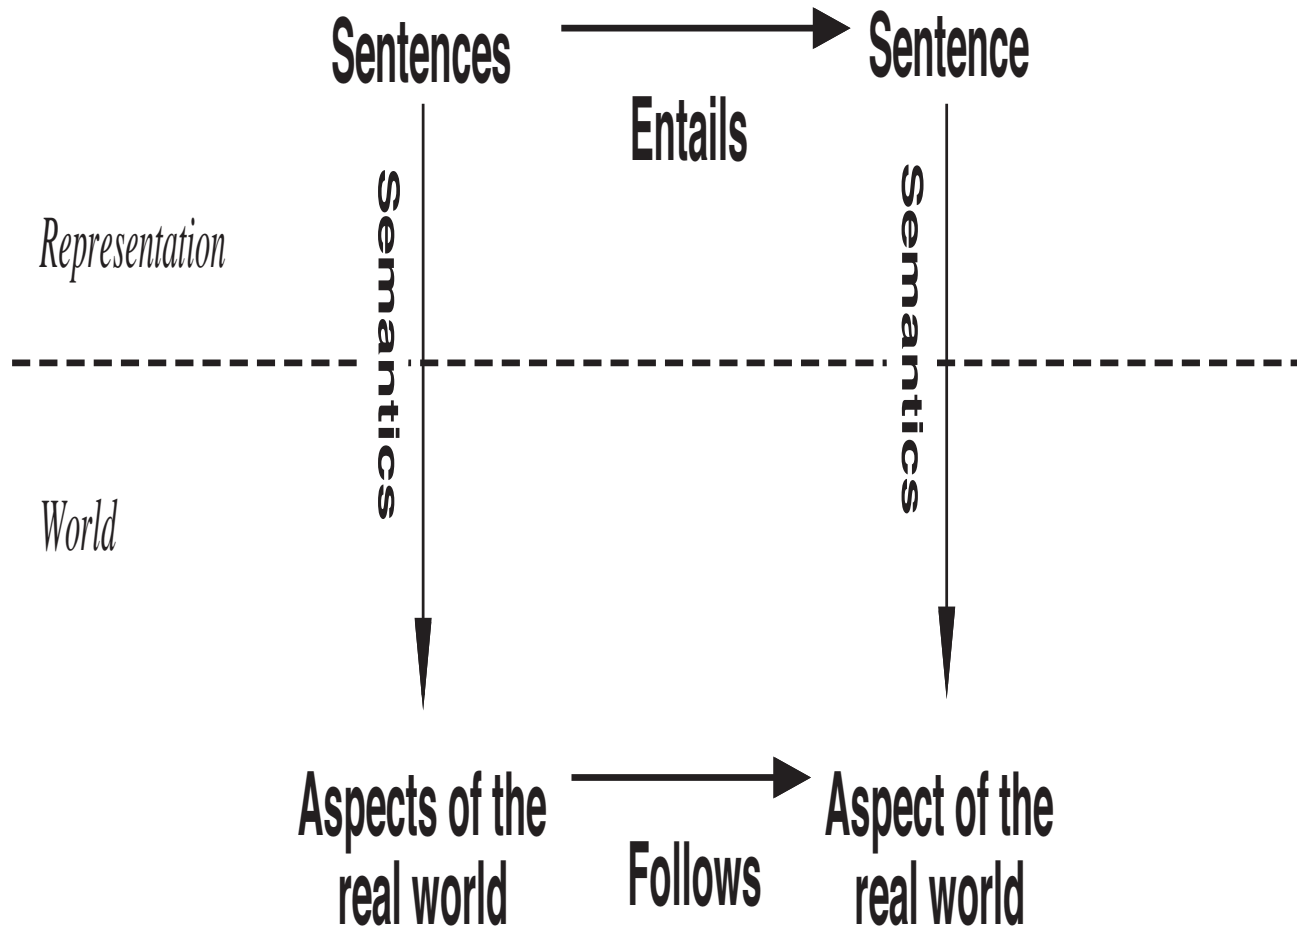 Sentences
Sentence
Entails
Semantics
Semantics
Representation
World
Aspects of the
real world
Follows
Aspect of the
real world